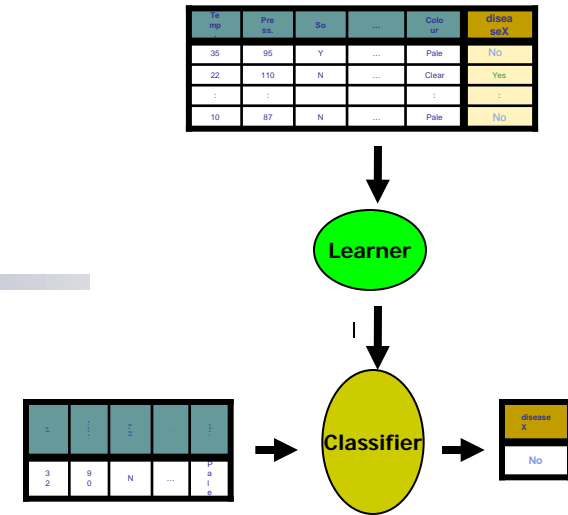 Te mp . Pre ss. So ... Colo ur disea seX
35 95 Y ... Pale No
22 110 N ... Clear Yes
: : : :
10 87 N ... Pale No
Learner
Classifier
3 2 9 0 N ... P a l e
disease X
No